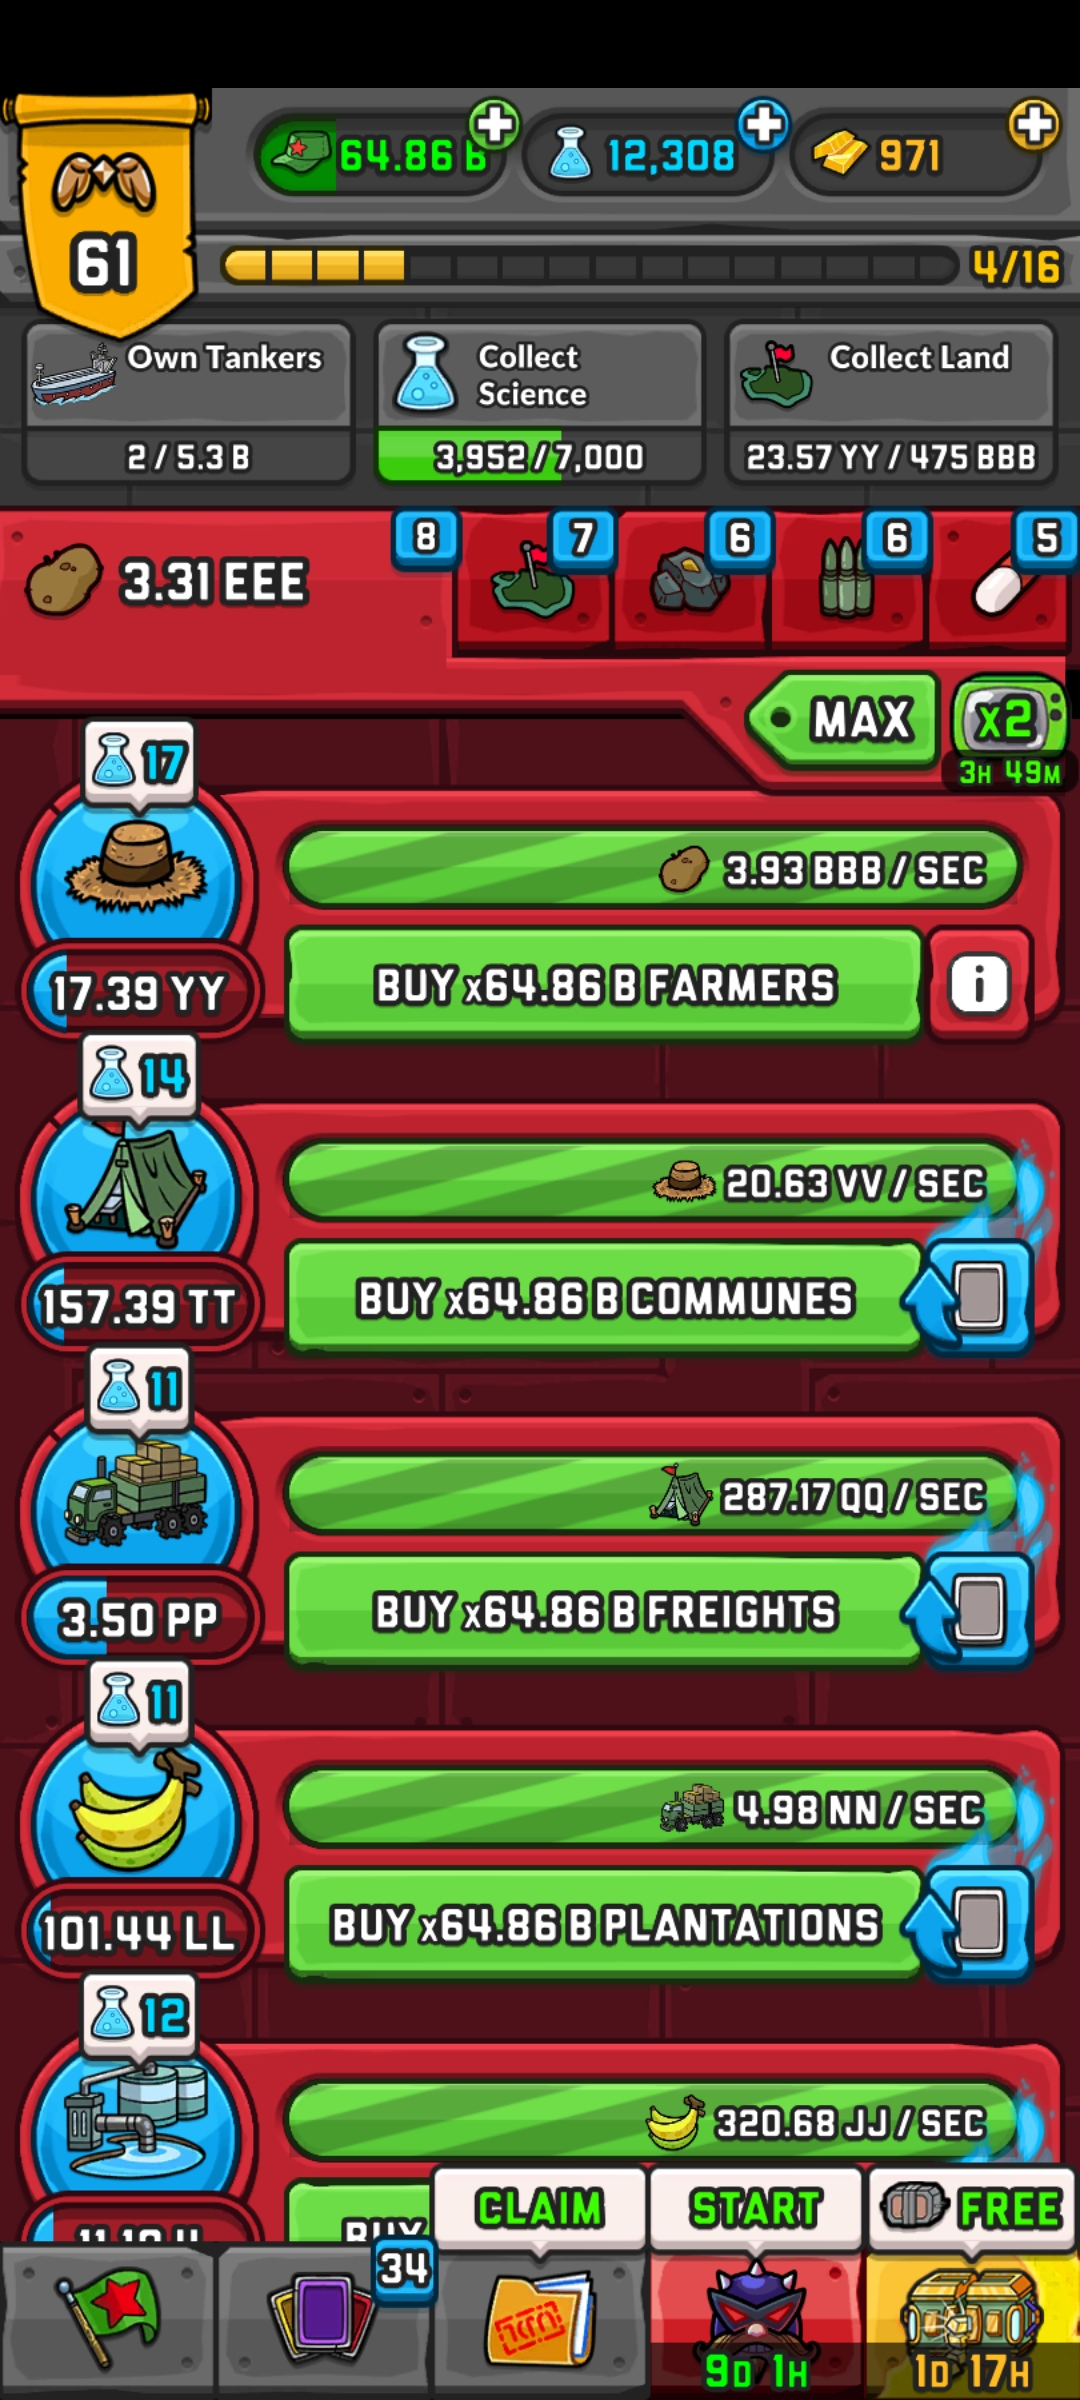 64.86 B
12,308
971
61
4/16
Own Tankers
2 / 5.3 B
Collect
Science
3,952 / 7,000
Collect Land
23.57 YY / 475 BBB
3.31 EEE
8
7
6
6
5
MAX
x2
3H 49M
17
3.93 BBB / SEC
17.39 YY
BUY x64.86 B FARMERS
i
14
20.63 VV / SEC
157.39 TT
BUY x64.86 B COMMUNES
11
287.17 QQ / SEC
3.50 PP
BUY x64.86 B FREIGHTS
11
4.98 NN / SEC
101.44 LL
BUY x64.86 B PLANTATIONS
12
320.68 JJ / SEC
BUY
CLAIM
START
FREE
34
9D 1H
1D 17H